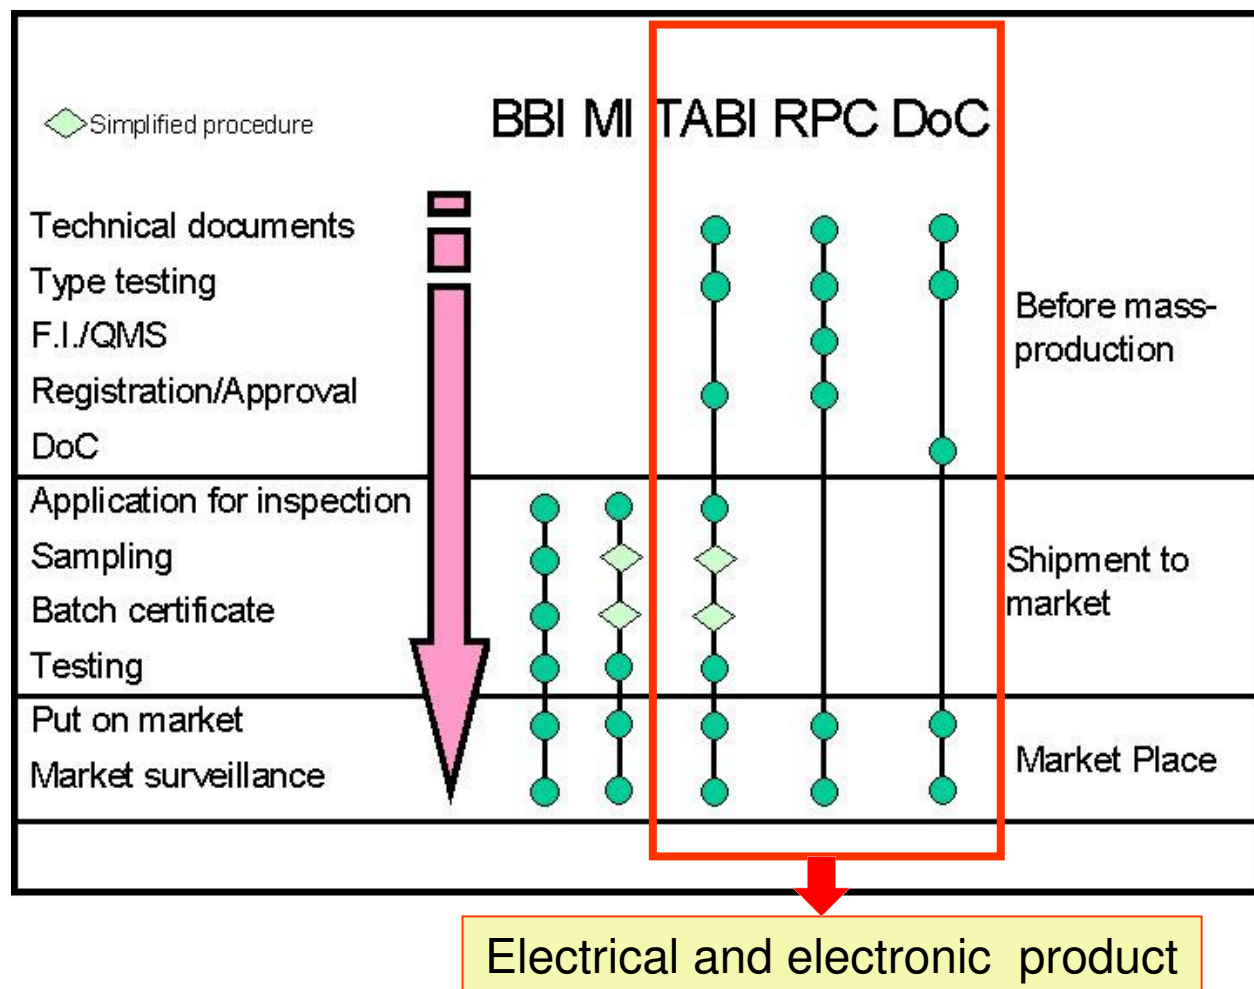 Simplified procedure
BBI MI TABI RPC DoC
Technical documents
Type testing
F.I./QMS
Registration/Approval
DoC
Before mass-
production
Application for inspection
Sampling
Batch certificate
Testing
Shipment to
market
Put on market
Market surveillance
Market Place
Electrical and electronic product